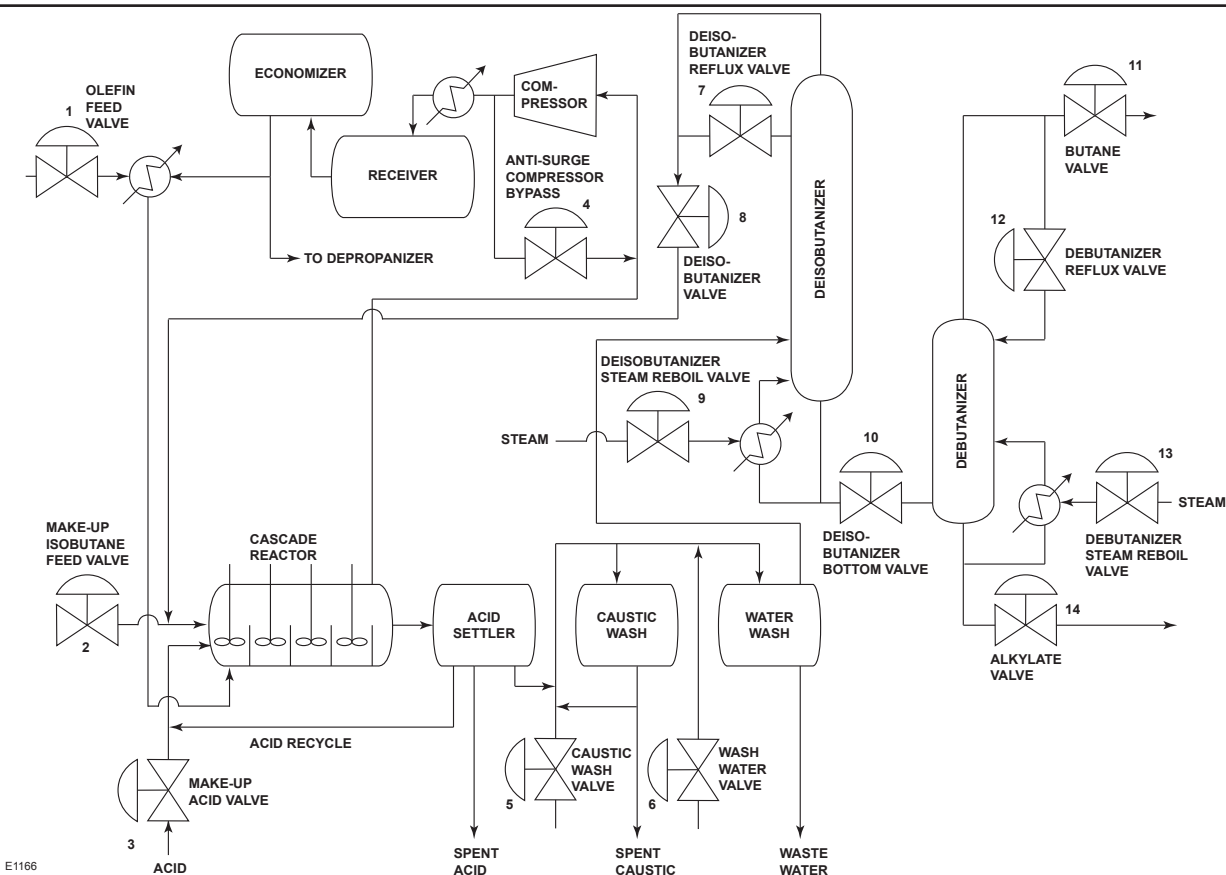 DEISO-
BUTANIZER
REFLUX VALVE
7
11
BUTANE
VALVE
ECONOMIZER
COM-
PRESSOR
1
OLEFIN
FEED
VALVE
RECEIVER
ANTI-SURGE
COMPRESSOR
BYPASS
4
8
DEISO-
BUTANIZER
VALVE
TO DEPROPANIZER
DEISOBUTANIZER
12
DEBUTANIZER
REFLUX VALVE
DEISOBUTANIZER
STEAM REBOIL VALVE
9
STEAM
10
DEISO-
BUTANIZER
BOTTOM VALVE
DEBUTANIZER
13
STEAM
DEBUTANIZER
STEAM REBOIL
VALVE
MAKE-UP
ISOBUTANE
FEED VALVE
2
CASCADE
REACTOR
ACID
SETTLER
CAUSTIC
WASH
WATER
WASH
14
ALKYLATE
VALVE
ACID RECYCLE
MAKE-UP
ACID VALVE
3
ACID
CAUSTIC
WASH
VALVE
5
WASH
WATER
VALVE
6
SPENT
ACID
SPENT
CAUSTIC
WASTE
WATER
E1166